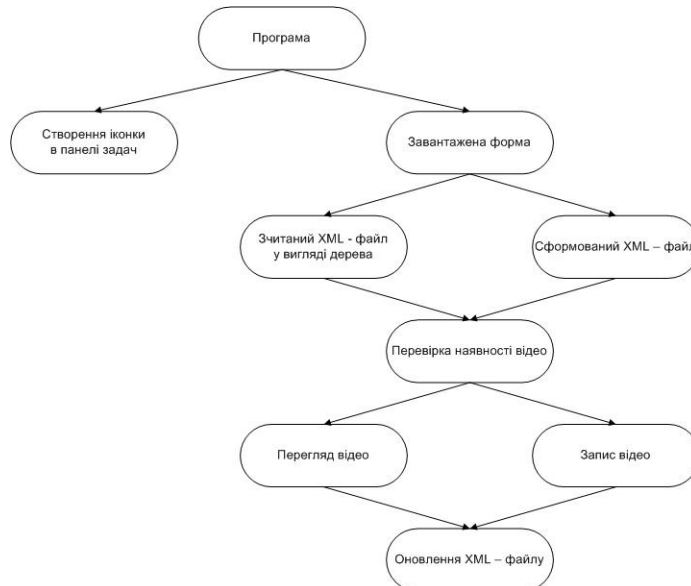 Програма
Створення іконки
в панелі задач
Завантажена форма
Зчитаний XML - файл
у вигляді дерева
Сформований XML – файл
Перевірка наявності відео
Перегляд відео
Запис відео
Оновлення XML – файлу